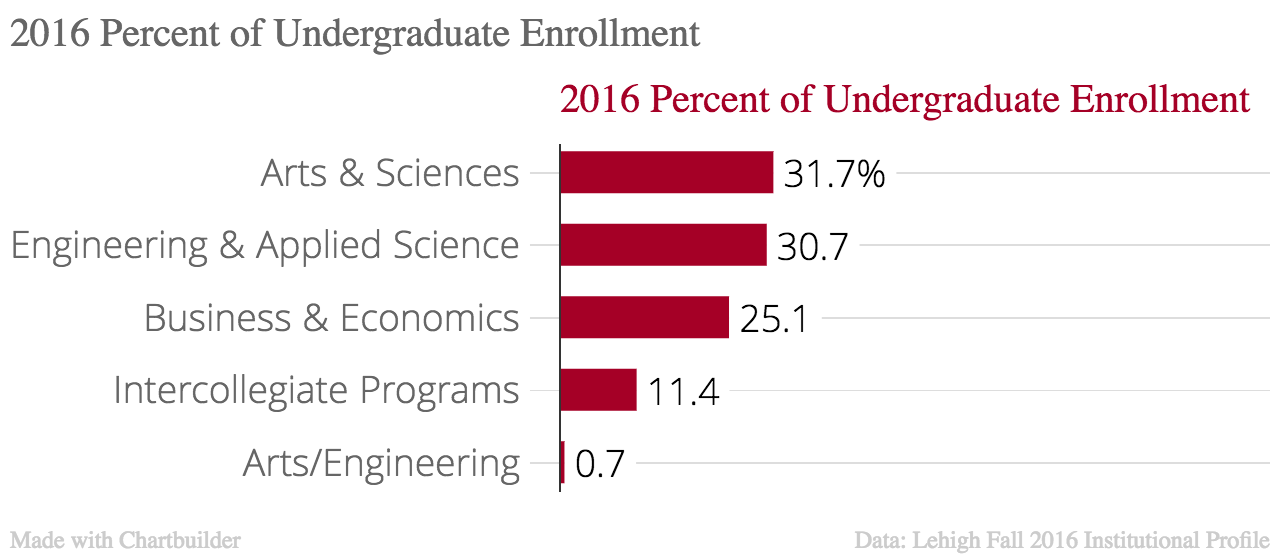 2016 Percent of Undergraduate Enrollment
2016 Percent of Undergraduate Enrollment
Arts & Sciences 31.7%
Engineering & Applied Science 30.7
Business & Economics 25.1
Intercollegiate Programs 11.4
Arts/Engineering 0.7
Made with Chartbuilder Data: Lehigh Fall 2016 Institutional Profile